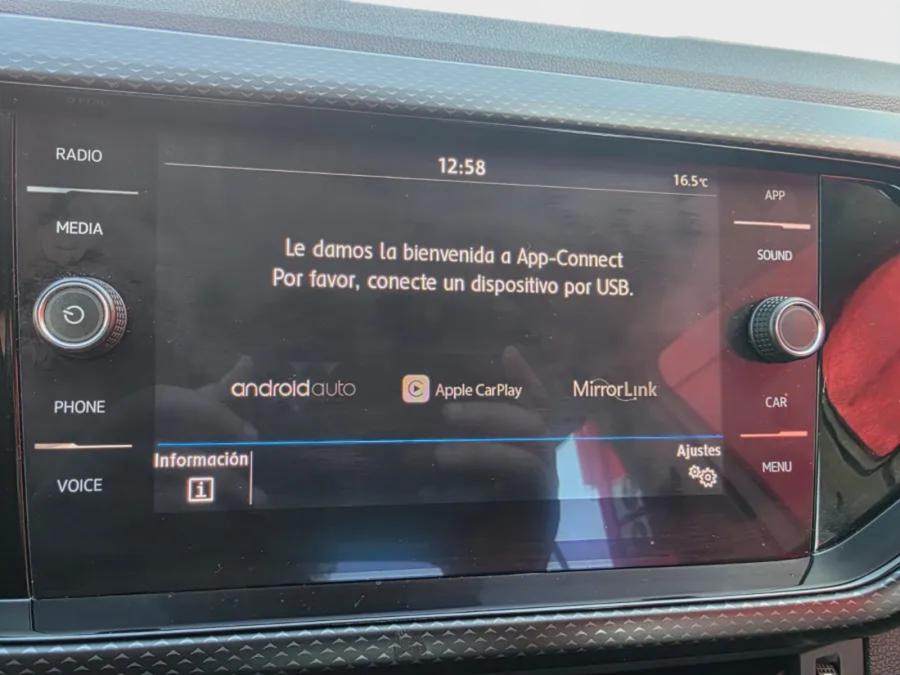 RADIO
MEDIA
PHONE
VOICE
12:58
16.5°C
Le damos la bienvenida a App-Connect
Por favor, conecte un dispositivo por USB.
androidauto
Apple CarPlay
MirrorLink
Información
i
Ajustes
APP
SOUND
CAR
MENU